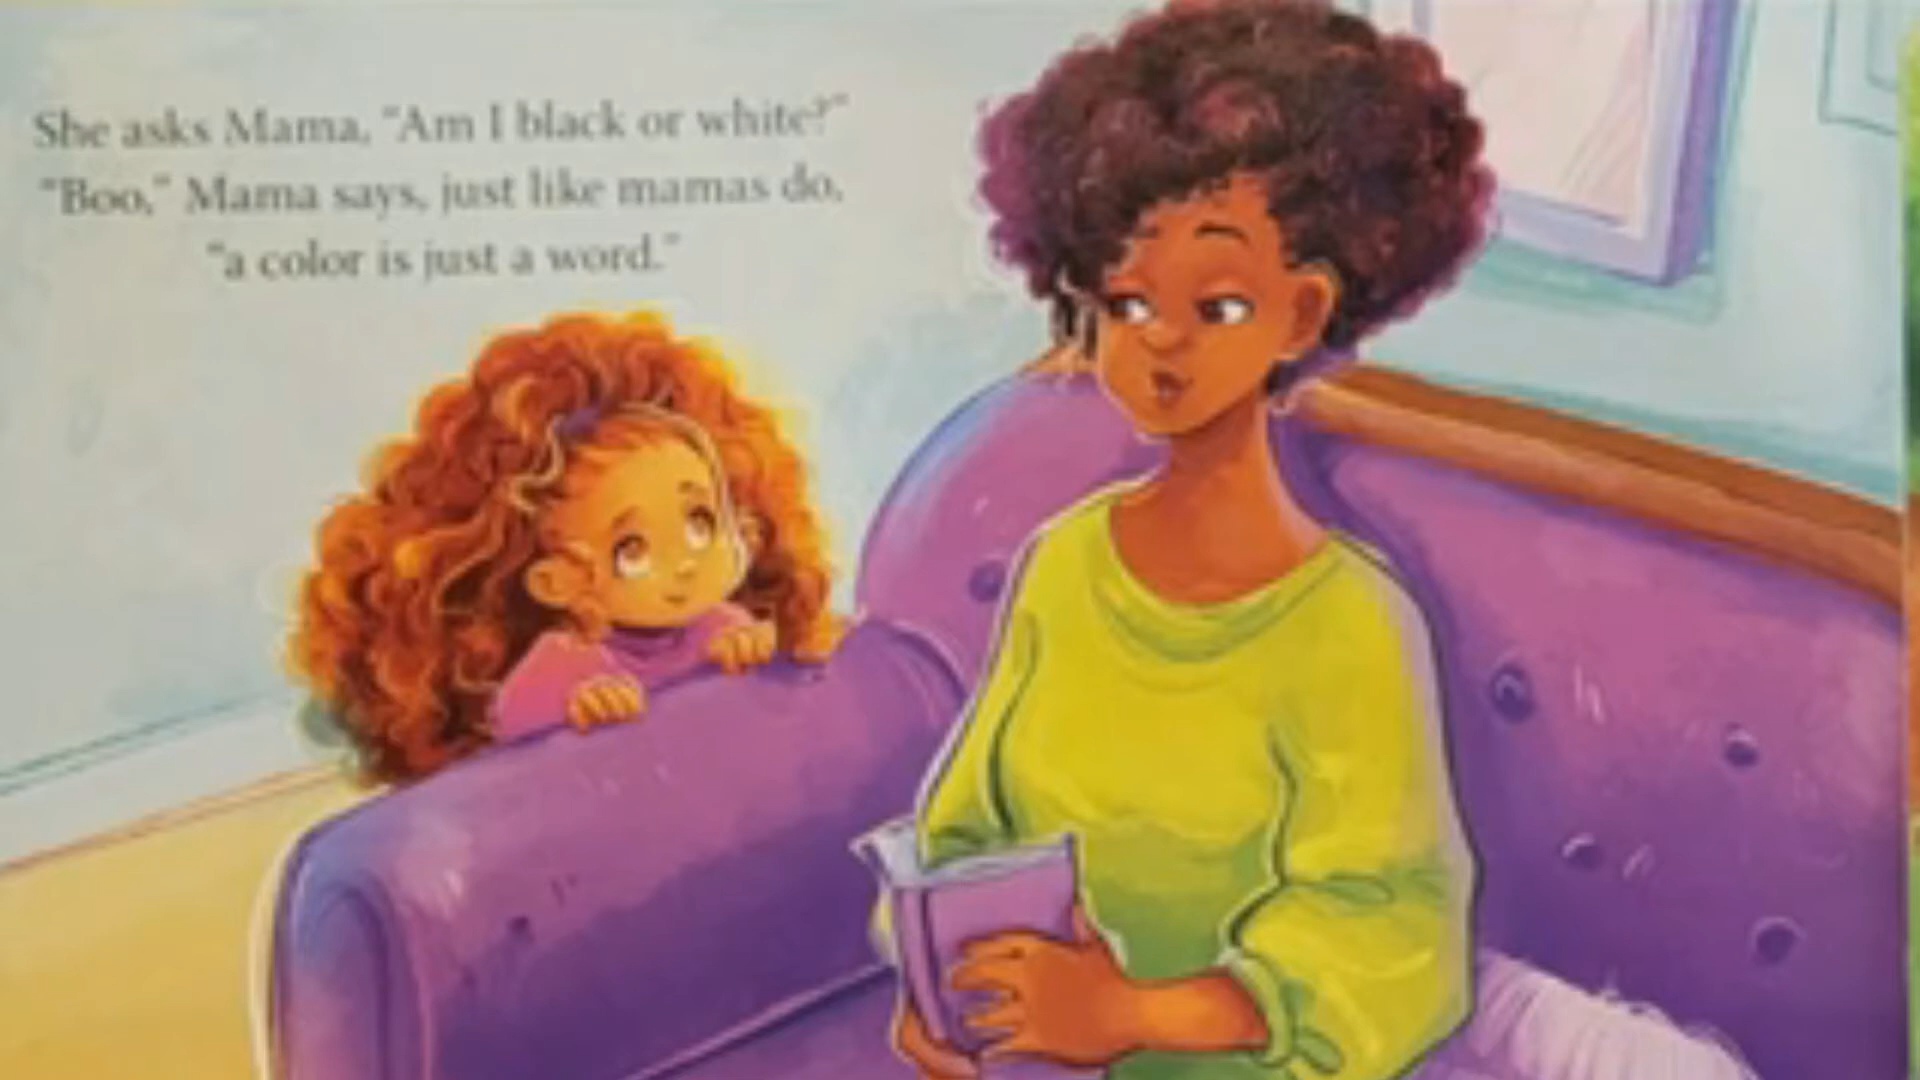 She asks Mama, “Am I black or white?”
“Boo,” Mama says, just like mamas do,
“a color is just a word.”